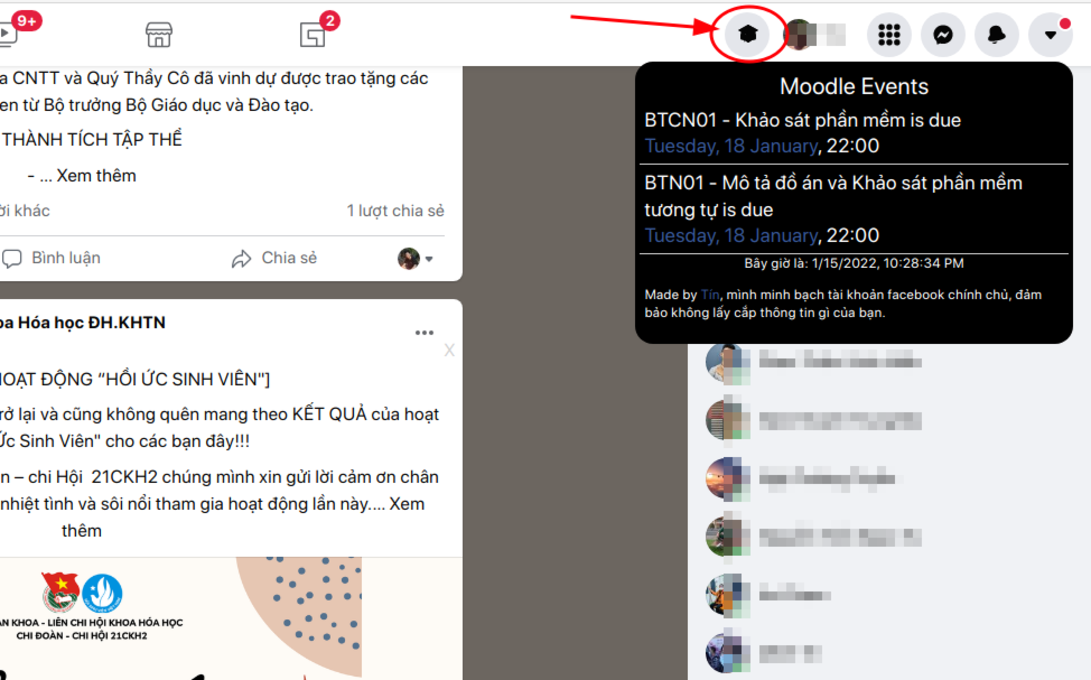 9+
2
a CNTT và Quý Thầy Cô đã vinh dự được trao tặng các
en từ Bộ trưởng Bộ Giáo dục và Đào tạo.
THÀNH TÍCH TẬP THỂ
- ... Xem thêm
ời khác
1 lượt chia sẻ
Bình luận
Chia sẻ
oa Hóa học ĐH.KHTN
X
HOẠT ĐỘNG “HỒI ỨC SINH VIÊN"]
rở lại và cũng không quên mang theo KẾT QUẢ của hoạt
Ức Sinh Viên" cho các bạn đây!!!
n – chi Hội 21CKH2 chúng mình xin gửi lời cảm ơn chân
nhiệt tình và sôi nổi tham gia hoạt động lần này.... Xem
thêm
ÀN KHOA - LIÊN CHI HỘI KHOA HÓA HỌC
CHI ĐOÀN - CHI HỘI 21CKH2
Moodle Events
BTCN01 - Khảo sát phần mềm is due
Tuesday, 18 January, 22:00
BTN01 - Mô tả đồ án và Khảo sát phần mềm
tương tự is due
Tuesday, 18 January, 22:00
Bây giờ là: 1/15/2022, 10:28:34 PM
Made by Tín, mình minh bạch tài khoản facebook chính chủ, đảm
bảo không lấy cắp thông tin gì của bạn.